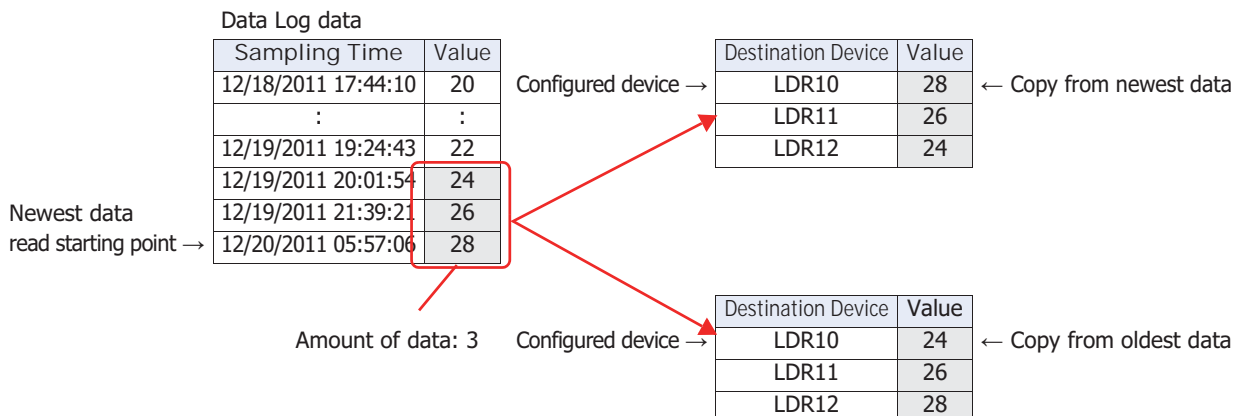 Data Log data
Sampling Time Value
12/18/2011 17:44:10 20
: :
12/19/2011 19:24:43 22
12/19/2011 20:01:54 24
12/19/2011 21:39:21 26
12/20/2011 05:57:06 28
Newest data
read starting point →
Amount of data: 3
Destination Device Value
Configured device → LDR10 28 ← Copy from newest data
LDR11 26
LDR12 24
Destination Device Value
Configured device → LDR10 24 ← Copy from oldest data
LDR11 26
LDR12 28